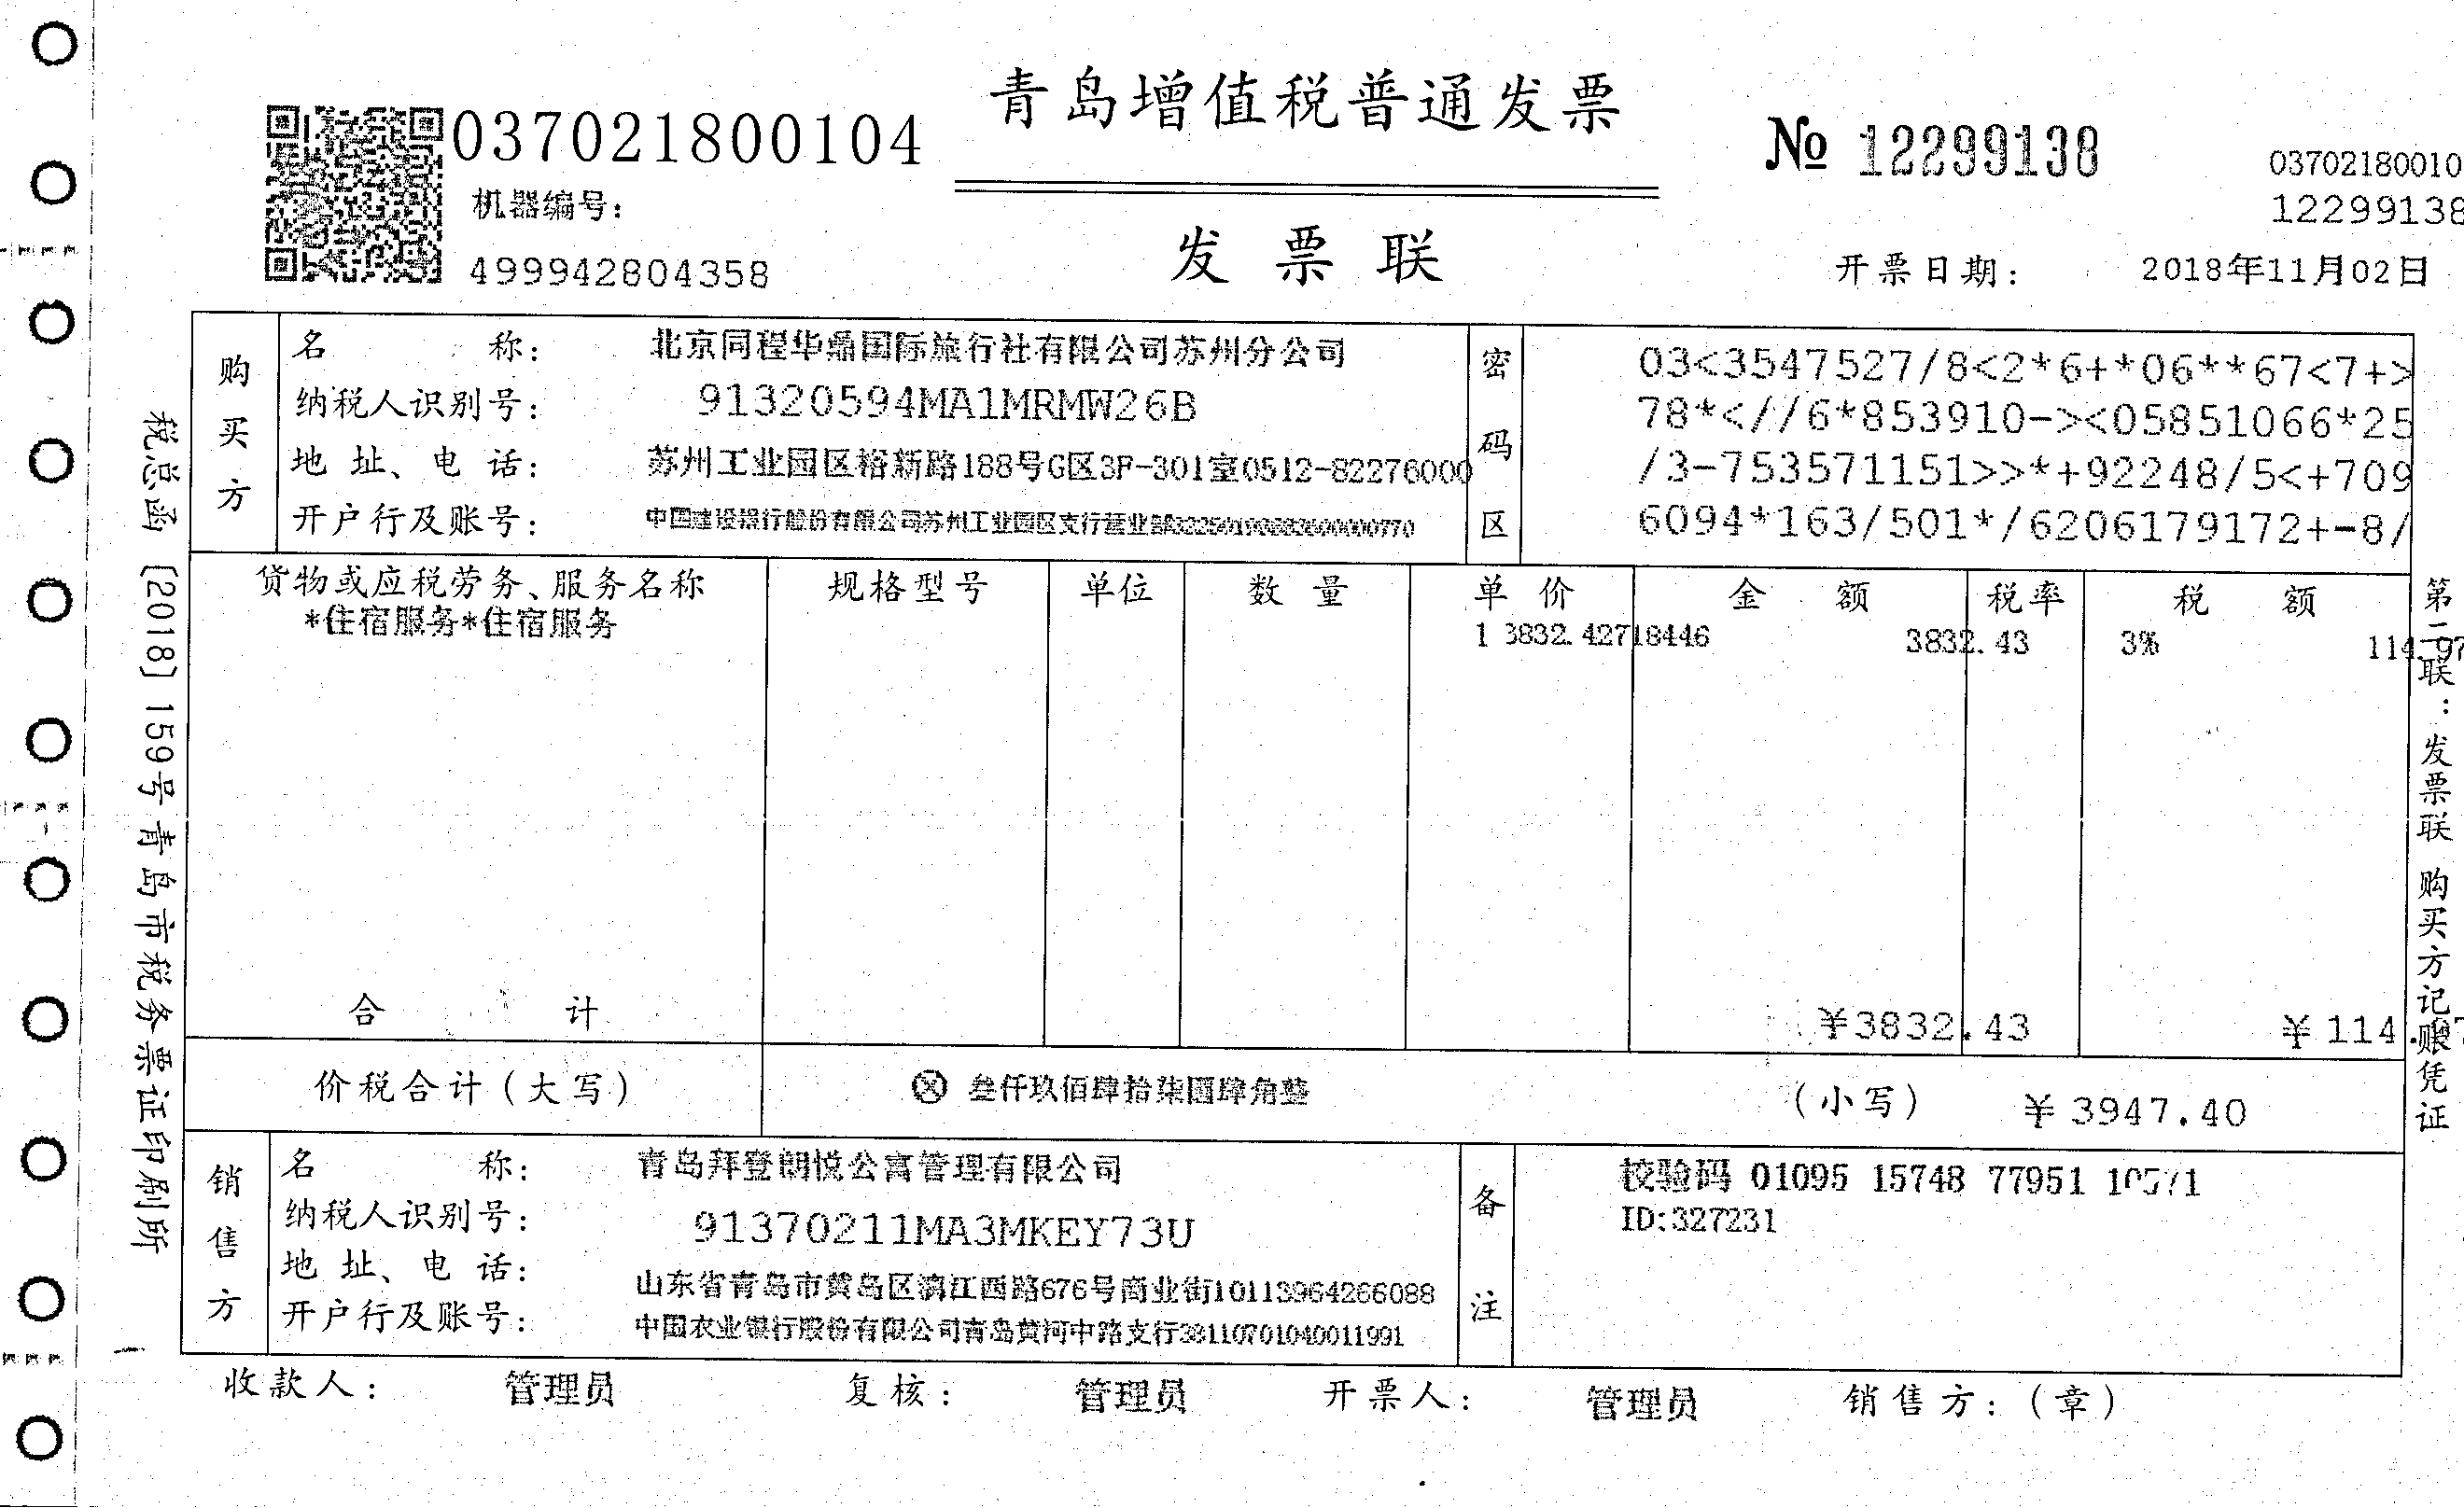 青岛增值税普通发票
037021800104
№ 12299138
03702180010
12299138
机器编号：
499942804358
发票联
开票日期： 2018年11月02日
购买方
名称： 北京同程华鼎国际旅行社有限公司苏州分公司
纳税人识别号： 91320594MA1MRMW26B
地址、电话： 苏州工业园区裕新路188号G区3F-301室0512-82276000
开户行及账号： 中国建设银行股份有限公司苏州工业园区支行营业部
密码区
03<3547527/8<2*6+*06**67<7+>
78*<//6*853910-><05851066*25
/3-753571151>>*+92248/5<+709
6094*163/501*/6206179172+-8/
货物或应税劳务、服务名称 规格型号 单位 数量 单价 金额 税率 税额
*住宿服务*住宿服务 1 3832.42718446 3832.43 3% 114.97
合计 ￥3832.43 ￥114.97
价税合计（大写） ⊗ 叁仟玖佰肆拾柒圆肆角整 （小写） ￥3947.40
销售方
名称： 青岛拜登朗悦公寓管理有限公司
纳税人识别号： 91370211MA3MKEY73U
地址、电话： 山东省青岛市黄岛区漓江西路676号商业街10113964266088
开户行及账号： 中国农业银行股份有限公司青岛黄河中路支行38110701040011991
备注
校验码 01095 15748 77951
ID:327231
收款人： 管理员 复核： 管理员 开票人： 管理员 销售方：（章）
税总函〔2018〕159号青岛市税务票证印刷所
第二联：发票联 购买方记账凭证